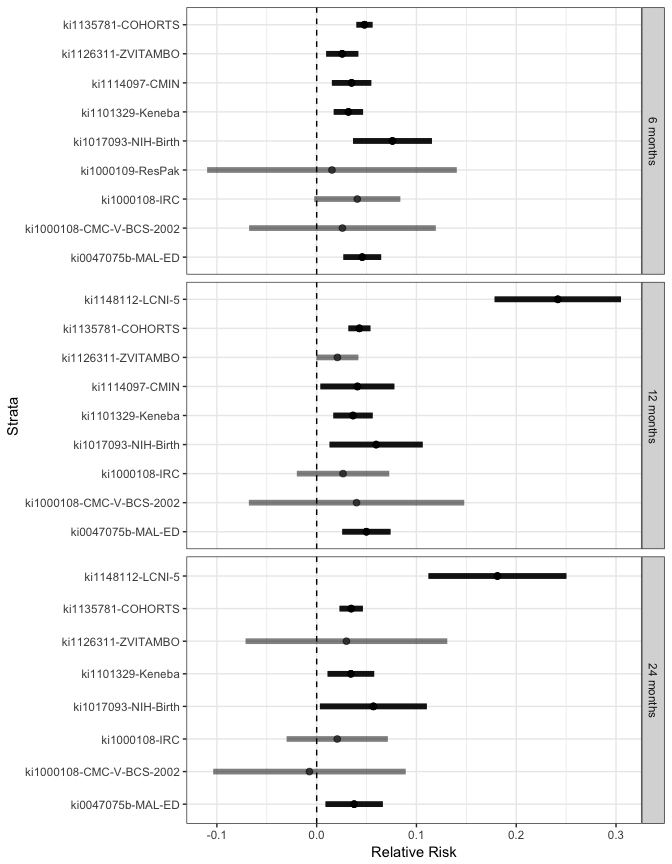 ki1135781-COHORTS
ki1126311-ZVITAMBO
ki1114097-CMIN
ki1101329-Keneba
ki1017093-NIH-Birth
ki1000109-ResPak
ki1000108-IRC
ki1000108-CMC-V-BCS-2002
ki0047075b-MAL-ED
6 months
ki1148112-LCNI-5
ki1135781-COHORTS
ki1126311-ZVITAMBO
ki1114097-CMIN
ki1101329-Keneba
ki1017093-NIH-Birth
ki1000108-IRC
ki1000108-CMC-V-BCS-2002
ki0047075b-MAL-ED
12 months
Strata
ki1148112-LCNI-5
ki1135781-COHORTS
ki1126311-ZVITAMBO
ki1101329-Keneba
ki1017093-NIH-Birth
ki1000108-IRC
ki1000108-CMC-V-BCS-2002
ki0047075b-MAL-ED
24 months
-0.1 0.0 0.1 0.2 0.3
Relative Risk